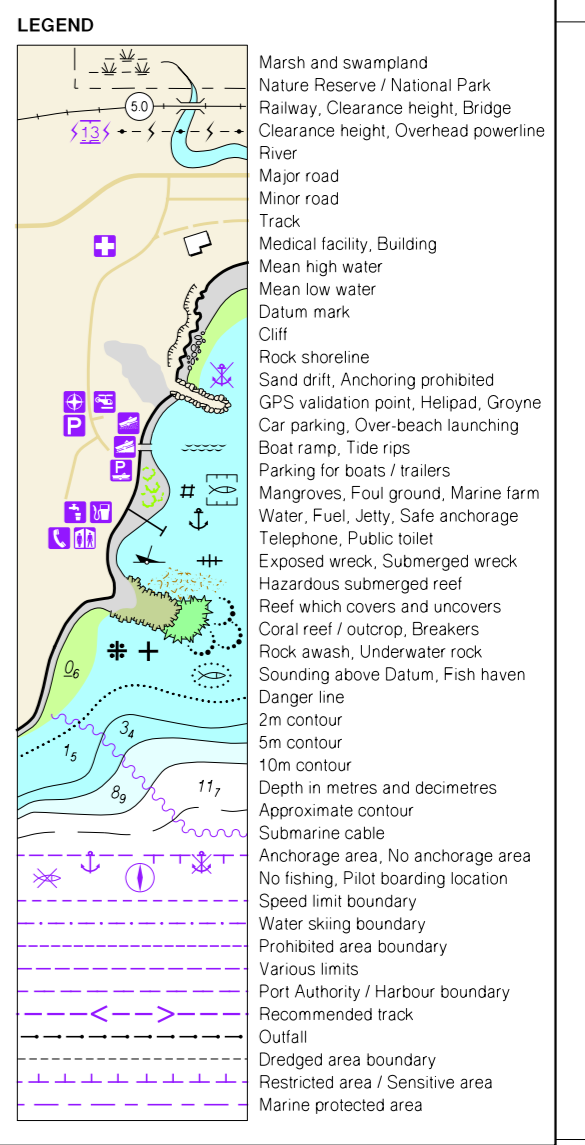 LEGEND
Marsh and swampland
Nature Reserve / National Park
5.0 Railway, Clearance height, Bridge
13 Clearance height, Overhead powerline
River
Major road
Minor road
Track
Medical facility, Building
Mean high water
Mean low water
Datum mark
Cliff
Rock shoreline
Sand drift, Anchoring prohibited
GPS validation point, Helipad, Groyne
P Car parking, Over-beach launching
Boat ramp, Tide rips
P Parking for boats / trailers
Mangroves, Foul ground, Marine farm
Water, Fuel, Jetty, Safe anchorage
Telephone, Public toilet
Exposed wreck, Submerged wreck
Hazardous submerged reef
Reef which covers and uncovers
Coral reef / outcrop, Breakers
Rock awash, Underwater rock
0₆ Sounding above Datum, Fish haven
Danger line
2m contour
3₄
1₅ 5m contour
10m contour
8₉ 11₇ Depth in metres and decimetres
Approximate contour
Submarine cable
Anchorage area, No anchorage area
No fishing, Pilot boarding location
Speed limit boundary
Water skiing boundary
Prohibited area boundary
Various limits
Port Authority / Harbour boundary
Recommended track
Outfall
Dredged area boundary
Restricted area / Sensitive area
Marine protected area